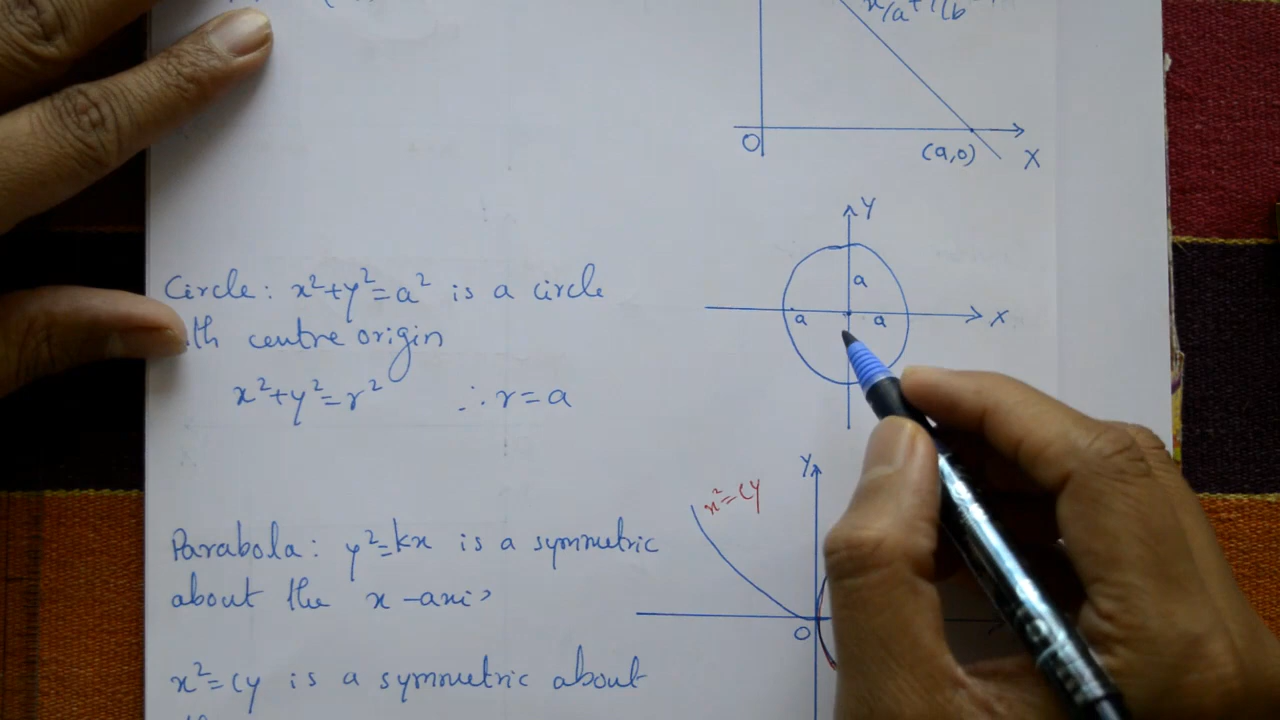 x/a + y/b
O
(a,0)
X
Y
a
a
a
X
Circle: x²+y²=a² is a circle
th centre origin
x²+y²=r² ∴ r = a
Y
x²=cy
O
Parabola: y²=kx is a symmetric
about the x-axis
x²=cy is a symmetric about